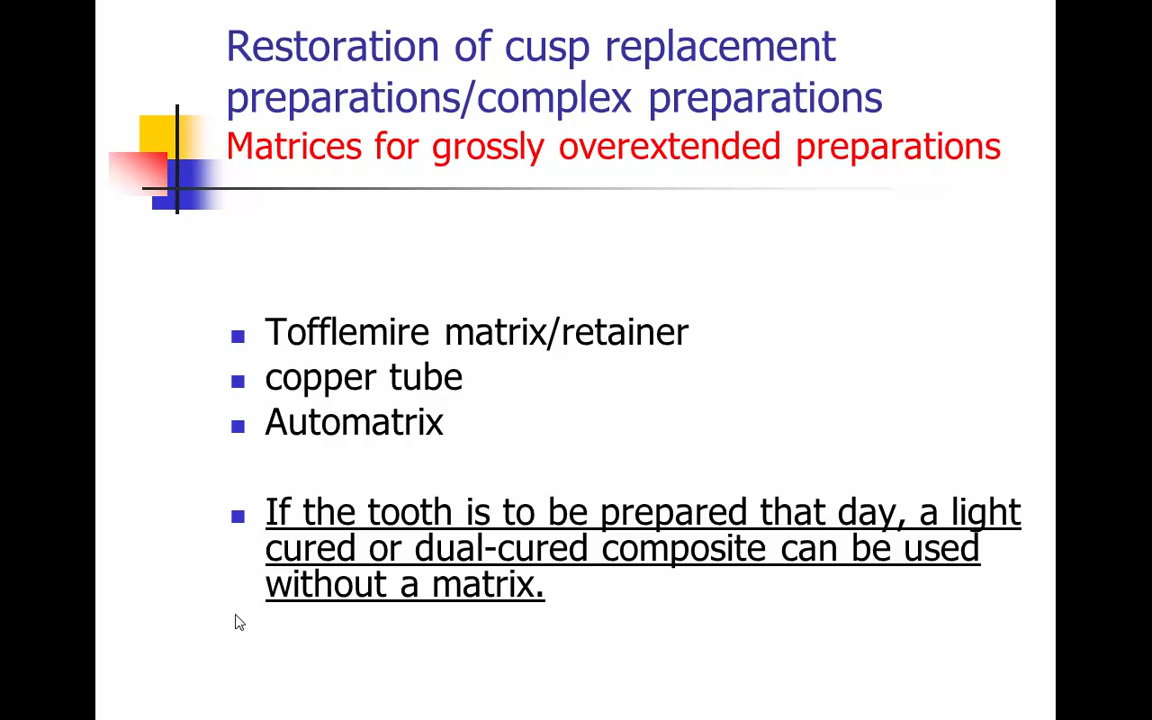 Restoration of cusp replacement
preparations/complex preparations
Matrices for grossly overextended preparations
Tofflemire matrix/retainer
copper tube
Automatrix
If the tooth is to be prepared that day, a light
cured or dual-cured composite can be used
without a matrix.